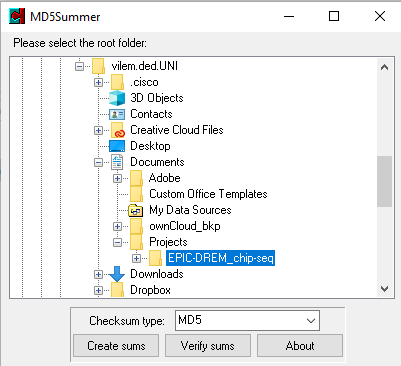 MD5Summer
Please select the root folder:
vilem.ded.UNI
.cisco
3D Objects
Contacts
Creative Cloud Files
Desktop
Documents
Adobe
Custom Office Templates
My Data Sources
ownCloud_bkp
Projects
EPIC-DREM_chip-seq
Downloads
Dropbox
Checksum type: MD5
Create sums Verify sums About